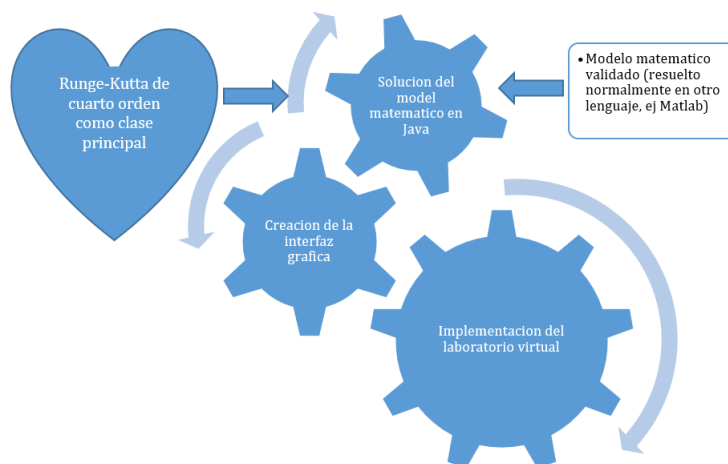 Runge-Kutta de
cuarto orden
como clase
principal
Solucion del
model
matematico en
Java
• Modelo matematico
validado (resuelto
normalmente en otro
lenguaje, ej Matlab)
Creacion de la
interfaz
grafica
Implementacion del
laboratorio virtual